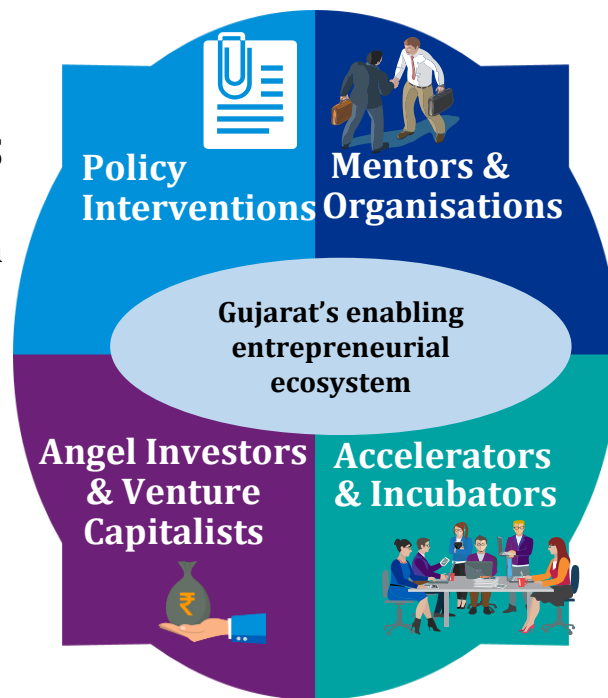 Policy
Interventions
Mentors &
Organisations
Gujarat's enabling
entrepreneurial
ecosystem
Angel Investors
& Venture
Capitalists
Accelerators
& Incubators
₹